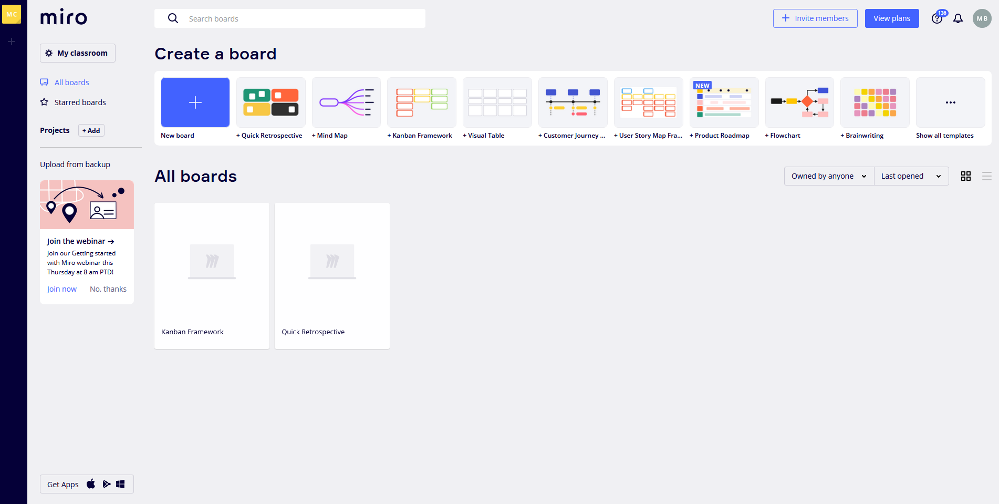 MC
miro
Search boards
Invite members
View plans
136
MB
My classroom
All boards
Starred boards
Projects
+ Add
Upload from backup
Join the webinar →
Join our Getting started
with Miro webinar this
Thursday at 8 am PTD!
Join now No, thanks
Get Apps
Create a board
NEW
New board
+ Quick Retrospective
+ Mind Map
+ Kanban Framework
+ Visual Table
+ Customer Journey ...
+ User Story Map Fra...
+ Product Roadmap
+ Flowchart
+ Brainwriting
Show all templates
All boards
Owned by anyone
Last opened
Kanban Framework
Quick Retrospective